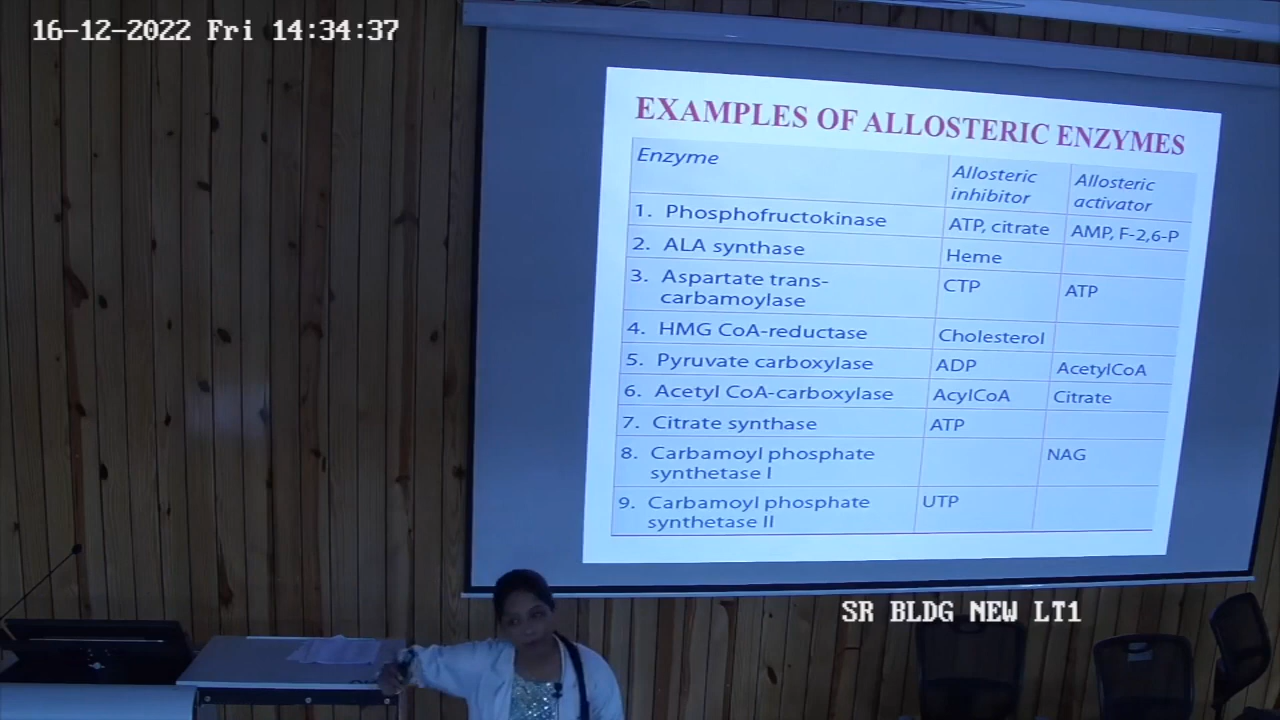 16-12-2022 Fri 14:34:37
EXAMPLES OF ALLOSTERIC ENZYMES
Enzyme
Allosteric
inhibitor
Allosteric
activator
1. Phosphofructokinase ATP, citrate AMP, F-2,6-P
2. ALA synthase Heme
3. Aspartate trans-
carbamoylase CTP ATP
4. HMG CoA-reductase Cholesterol
5. Pyruvate carboxylase ADP AcetylCoA
6. Acetyl CoA-carboxylase AcylCoA Citrate
7. Citrate synthase ATP
8. Carbamoyl phosphate
synthetase I NAG
9. Carbamoyl phosphate
synthetase II UTP
SR BLDG NEW LT1